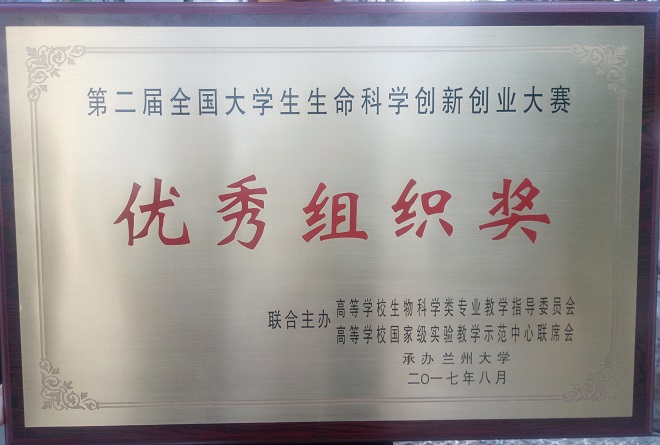 第二届全国大学生生命科学创新创业大赛
优秀组织奖
联合主办 高等学校生物科学类专业教学指导委员会
高等学校国家级实验教学示范中心联席会
承办 兰州大学
二〇一七年八月